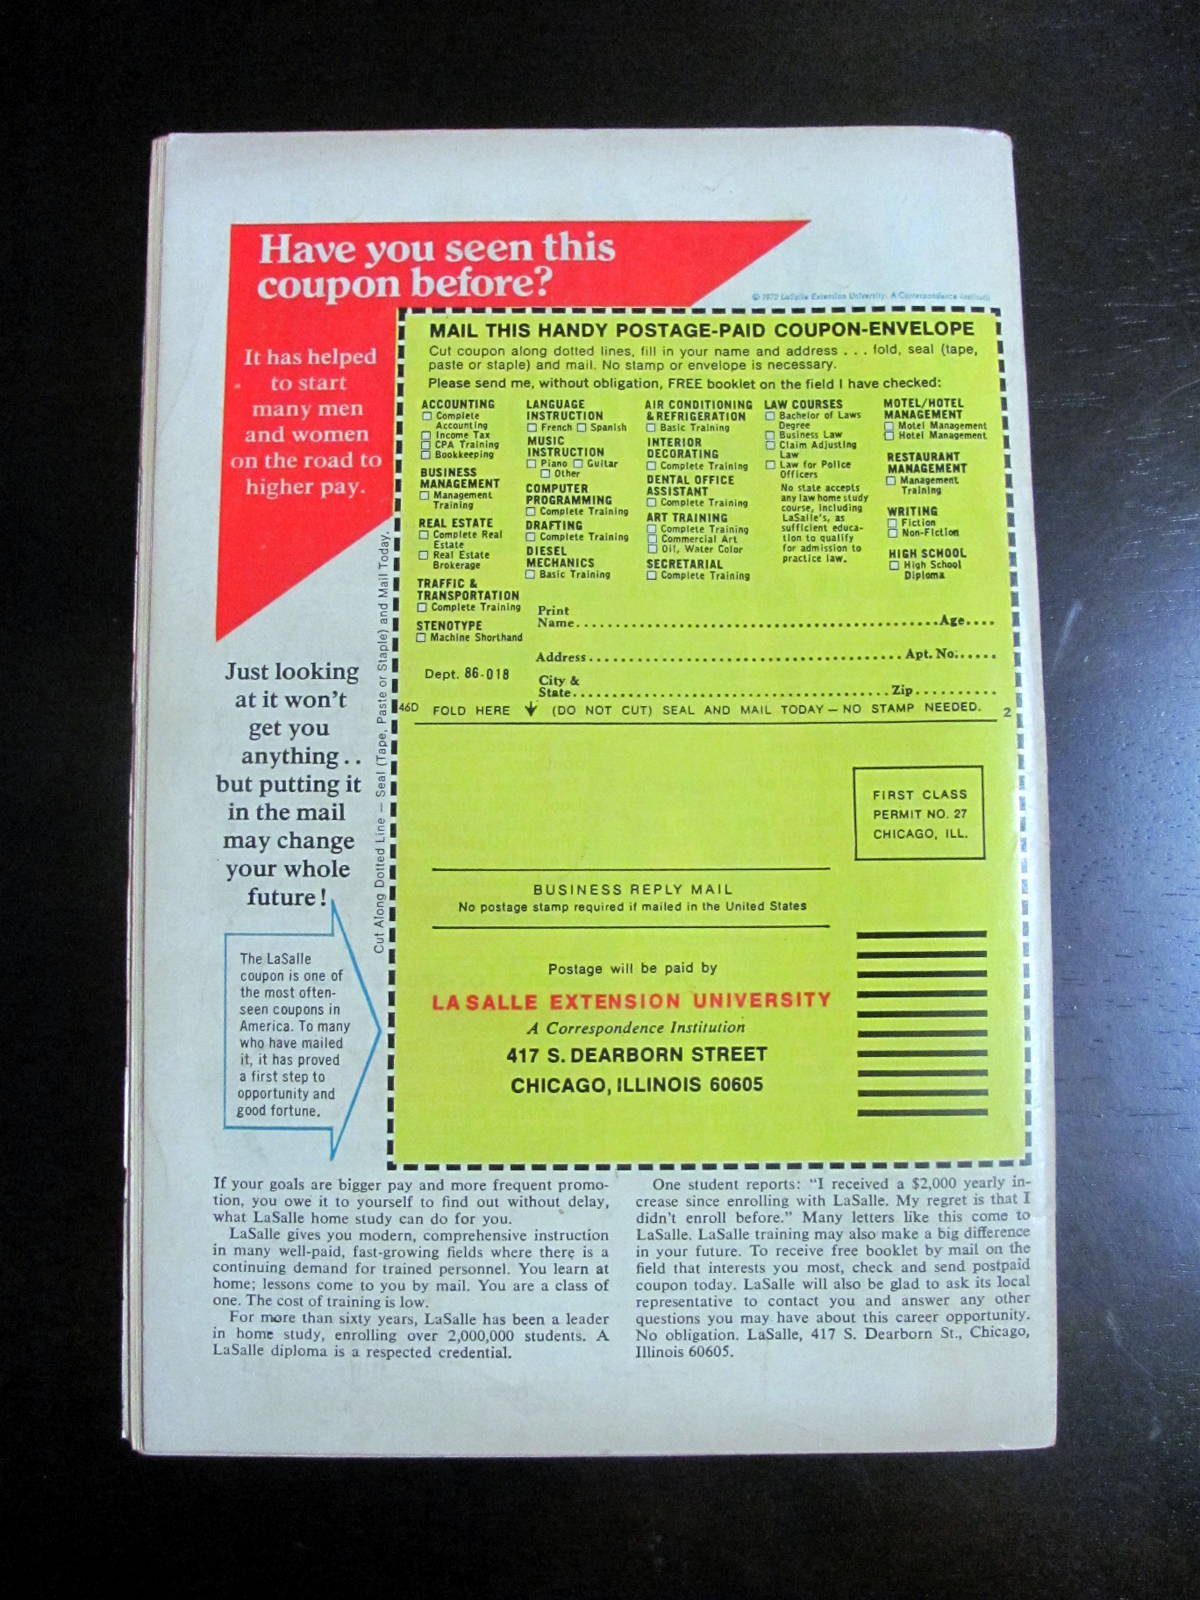 Have you seen this
coupon before?
© 1972 LaSalle Extension University, A Correspondence Institution
It has helped
to start
many men
and women
on the road to
higher pay.
Just looking
at it won't
get you
anything . .
but putting it
in the mail
may change
your whole
future!
The LaSalle
coupon is one of
the most often-
seen coupons in
America. To many
who have mailed
it, it has proved
a first step to
opportunity and
good fortune.
Cut Along Dotted Line — Seal (Tape, Paste or Staple) and Mail Today.
MAIL THIS HANDY POSTAGE-PAID COUPON-ENVELOPE
Cut coupon along dotted lines, fill in your name and address . . . fold, seal (tape,
paste or staple) and mail. No stamp or envelope is necessary.
Please send me, without obligation, FREE booklet on the field I have checked:
ACCOUNTING
Complete
Accounting
Income Tax
CPA Training
Bookkeeping
BUSINESS
MANAGEMENT
Management
Training
REAL ESTATE
Complete Real
Estate
Real Estate
Brokerage
TRAFFIC &
TRANSPORTATION
Complete Training
STENOTYPE
Machine Shorthand
LANGUAGE
INSTRUCTION
French Spanish
MUSIC
INSTRUCTION
Piano Guitar
Other
COMPUTER
PROGRAMMING
Complete Training
DRAFTING
Complete Training
DIESEL
MECHANICS
Basic Training
AIR CONDITIONING
& REFRIGERATION
Basic Training
INTERIOR
DECORATING
Complete Training
DENTAL OFFICE
ASSISTANT
Complete Training
ART TRAINING
Complete Training
Commercial Art
Oil, Water Color
SECRETARIAL
Complete Training
LAW COURSES
Bachelor of Laws
Degree
Business Law
Claim Adjusting
Law
Law for Police
Officers
No state accepts
any law home study
course, including
LaSalle's, as
sufficient educa-
tion to qualify
for admission to
practice law.
MOTEL/HOTEL
MANAGEMENT
Motel Management
Hotel Management
RESTAURANT
MANAGEMENT
Management
Training
WRITING
Fiction
Non-Fiction
HIGH SCHOOL
High School
Diploma
Print
Name........................................Age....
Address........................................Apt. No:.....
Dept. 86-018
City &
State........................................Zip..........
46D FOLD HERE (DO NOT CUT) SEAL AND MAIL TODAY — NO STAMP NEEDED. 2
FIRST CLASS
PERMIT NO. 27
CHICAGO, ILL.
BUSINESS REPLY MAIL
No postage stamp required if mailed in the United States
Postage will be paid by
LA SALLE EXTENSION UNIVERSITY
A Correspondence Institution
417 S. DEARBORN STREET
CHICAGO, ILLINOIS 60605
If your goals are bigger pay and more frequent promo-
tion, you owe it to yourself to find out without delay,
what LaSalle home study can do for you.
LaSalle gives you modern, comprehensive instruction
in many well-paid, fast-growing fields where there is a
continuing demand for trained personnel. You learn at
home; lessons come to you by mail. You are a class of
one. The cost of training is low.
For more than sixty years, LaSalle has been a leader
in home study, enrolling over 2,000,000 students. A
LaSalle diploma is a respected credential.
One student reports: "I received a $2,000 yearly in-
crease since enrolling with LaSalle. My regret is that I
didn't enroll before." Many letters like this come to
LaSalle. LaSalle training may also make a big difference
in your future. To receive free booklet by mail on the
field that interests you most, check and send postpaid
coupon today. LaSalle will also be glad to ask its local
representative to contact you and answer any other
questions you may have about this career opportunity.
No obligation. LaSalle, 417 S. Dearborn St., Chicago,
Illinois 60605.